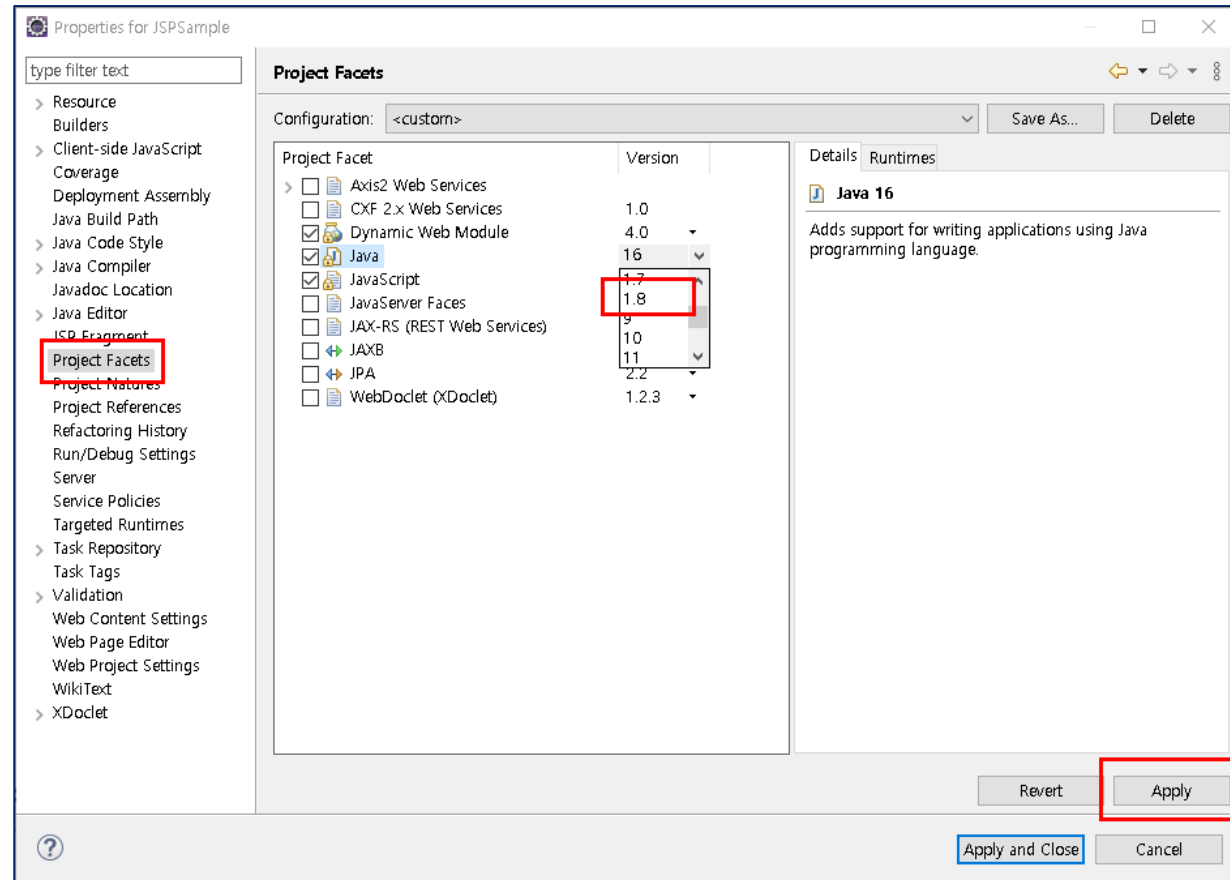 Properties for JSPSample
type filter text
Resource
Builders
Client-side JavaScript
Coverage
Deployment Assembly
Java Build Path
Java Code Style
Java Compiler
Javadoc Location
Java Editor
JSP Fragment
Project Facets
Project Natures
Project References
Refactoring History
Run/Debug Settings
Server
Service Policies
Targeted Runtimes
Task Repository
Task Tags
Validation
Web Content Settings
Web Page Editor
Web Project Settings
WikiText
XDoclet
Project Facets
Configuration: <custom> Save As... Delete
Project Facet Version
Axis2 Web Services
CXF 2.x Web Services 1.0
Dynamic Web Module 4.0
Java 16
JavaScript 1.7
JavaServer Faces 1.8
JAX-RS (REST Web Services) 9
JAXB 10
11
JPA 2.2
WebDoclet (XDoclet) 1.2.3
Details Runtimes
Java 16
Adds support for writing applications using Java
programming language.
Revert Apply
Apply and Close Cancel